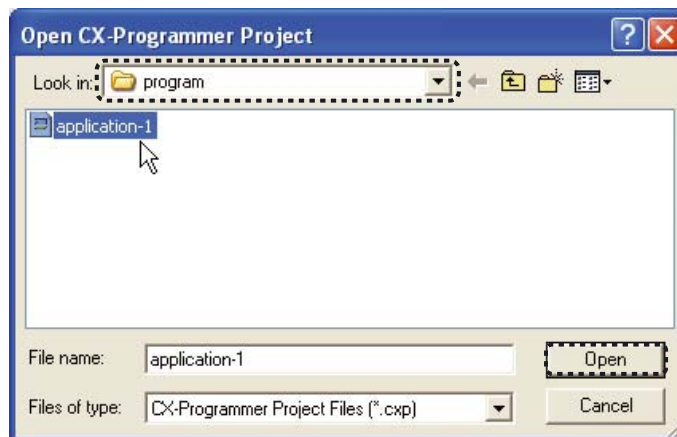 Open CX-Programmer Project
Look in: program
application-1
File name: application-1 Open
Files of type: CX-Programmer Project Files (*.cxp) Cancel